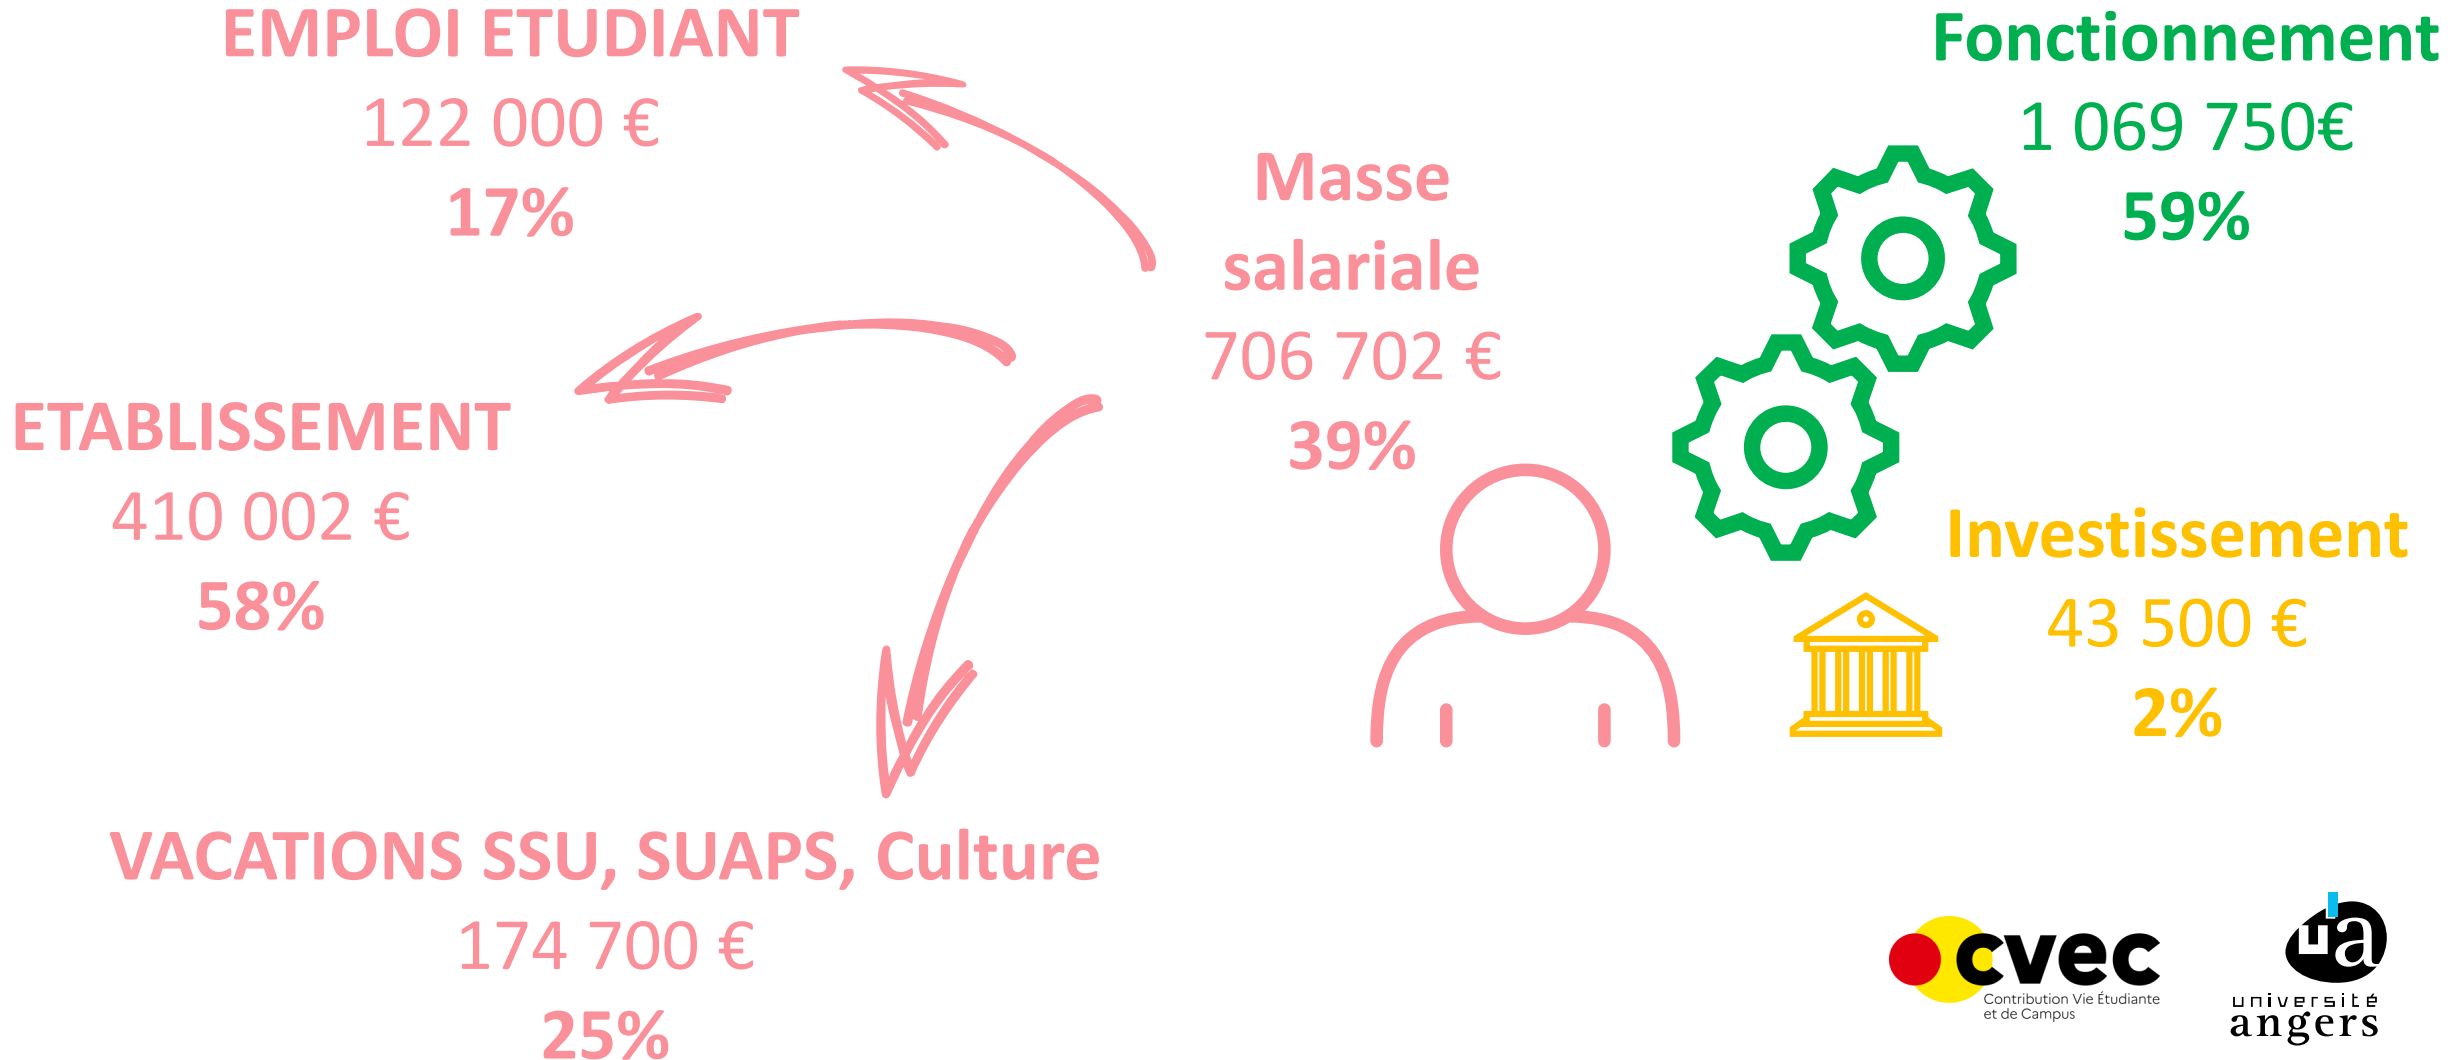 EMPLOI ETUDIANT
122 000 €
17%
ETABLISSEMENT
410 002 €
58%
VACATIONS SSU, SUAPS, Culture
174 700 €
25%
Masse
salariale
706 702 €
39%
Fonctionnement
1 069 750€
59%
Investissement
43 500 €
2%
cvec
Contribution Vie Étudiante
et de Campus
ua
université
angers